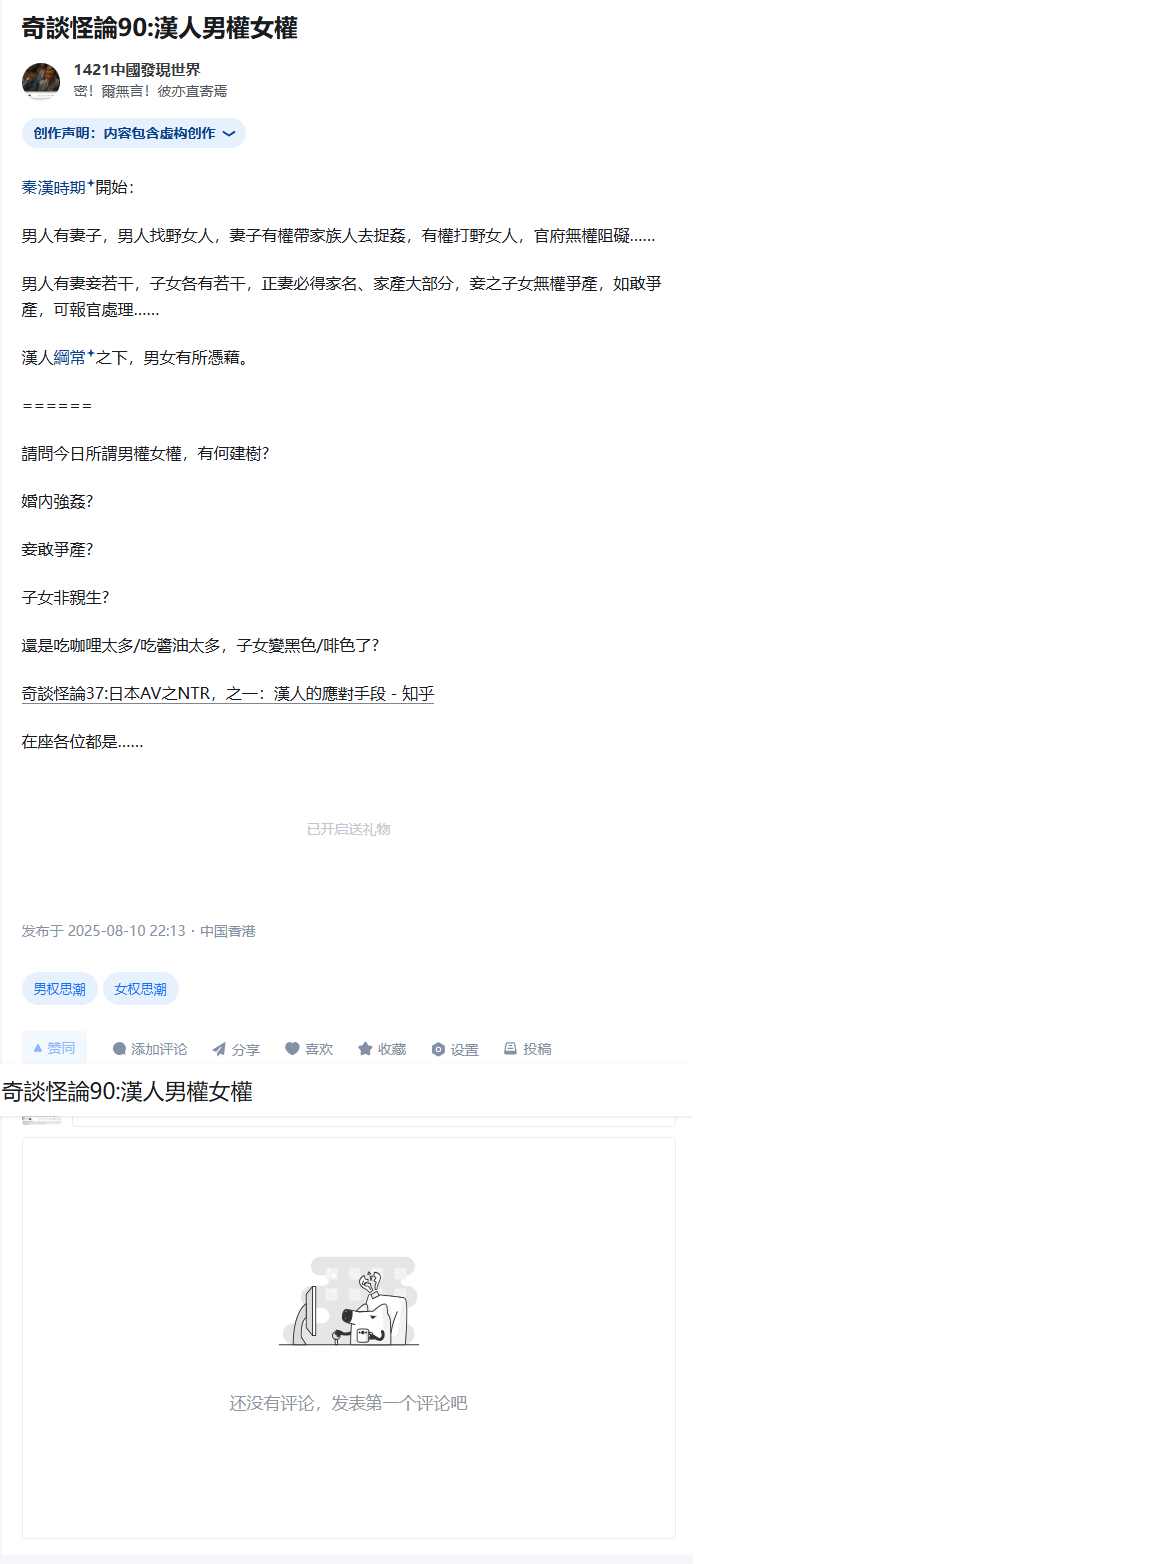 奇談怪論90:漢人男權女權
1421中國發現世界
密！爾無言！彼亦直寄焉
创作声明：内容包含虚构创作
秦漢時期開始：
男人有妻子，男人找野女人，妻子有權帶家族人去捉姦，有權打野女人，官府無權阻礙……
男人有妻妾若干，子女各有若干，正妻必得家名、家產大部分，妾之子女無權爭產，如敢爭
產，可報官處理……
漢人綱常之下，男女有所憑藉。
======
請問今日所謂男權女權，有何建樹?
婚內強姦?
妾敢爭產?
子女非親生?
還是吃咖哩太多/吃醬油太多，子女變黑色/啡色了?
奇談怪論37:日本AV之NTR，之一：漢人的應對手段 - 知乎
在座各位都是……
已开启送礼物
发布于 2025-08-10 22:13・中国香港
男权思潮 女权思潮
赞同 添加评论 分享 喜欢 收藏 设置 投稿
奇談怪論90:漢人男權女權
还没有评论，发表第一个评论吧